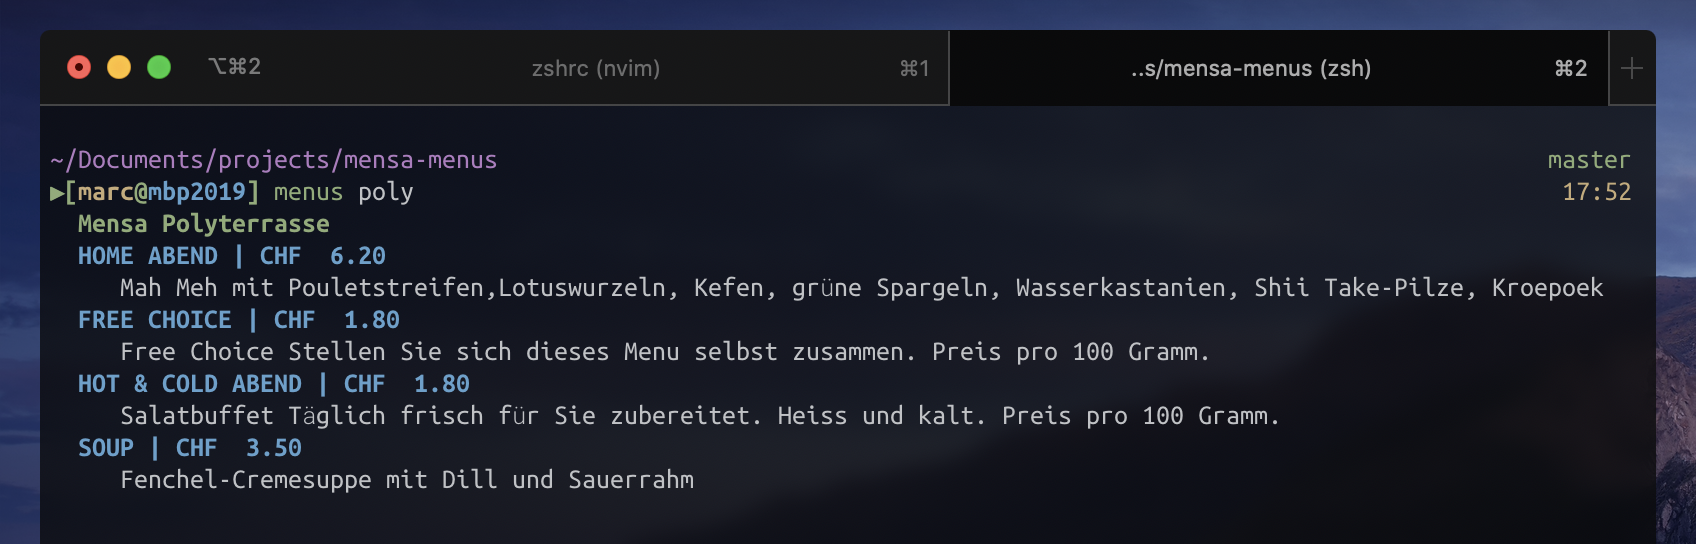 ⌥⌘2 zshrc (nvim) ⌘1 ..s/mensa-menus (zsh) ⌘2 +
~/Documents/projects/mensa-menus master
▶[marc@mbp2019] menus poly 17:52
Mensa Polyterrasse
HOME ABEND | CHF  6.20
Mah Meh mit Pouletstreifen,Lotuswurzeln, Kefen, grüne Spargeln, Wasserkastanien, Shii Take-Pilze, Kroepoek
FREE CHOICE | CHF  1.80
Free Choice Stellen Sie sich dieses Menu selbst zusammen. Preis pro 100 Gramm.
HOT & COLD ABEND | CHF  1.80
Salatbuffet Täglich frisch für Sie zubereitet. Heiss und kalt. Preis pro 100 Gramm.
SOUP | CHF  3.50
Fenchel-Cremesuppe mit Dill und Sauerrahm